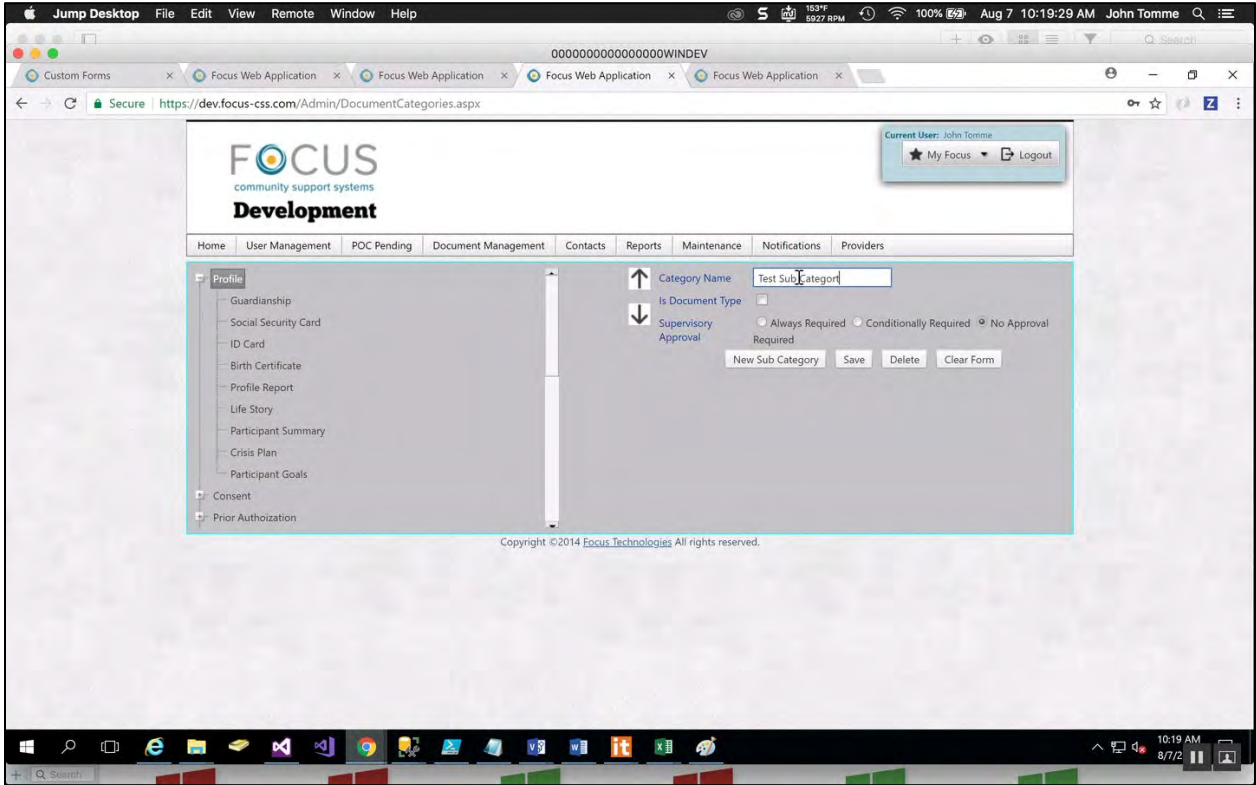 Jump Desktop File Edit View Remote Window Help 153°F 5927 RPM 100% Aug 7 10:19:29 AM John Tomme
Search
0000000000000000WINDEV
Custom Forms × Focus Web Application × Focus Web Application × Focus Web Application × Focus Web Application ×
Secure https://dev.focus-css.com/Admin/DocumentCategories.aspx Z
Current User: John Tomme
My Focus Logout
FOCUS
community support systems
Development
Home User Management POC Pending Document Management Contacts Reports Maintenance Notifications Providers
Profile
Guardianship
Social Security Card
ID Card
Birth Certificate
Profile Report
Life Story
Participant Summary
Crisis Plan
Participant Goals
Consent
Prior Authoization
Category Name Test Sub Categort
Is Document Type
Supervisory Approval Always Required Conditionally Required No Approval Required
New Sub Category Save Delete Clear Form
Copyright ©2014 Focus Technologies All rights reserved.
10:19 AM
8/7/2
Search